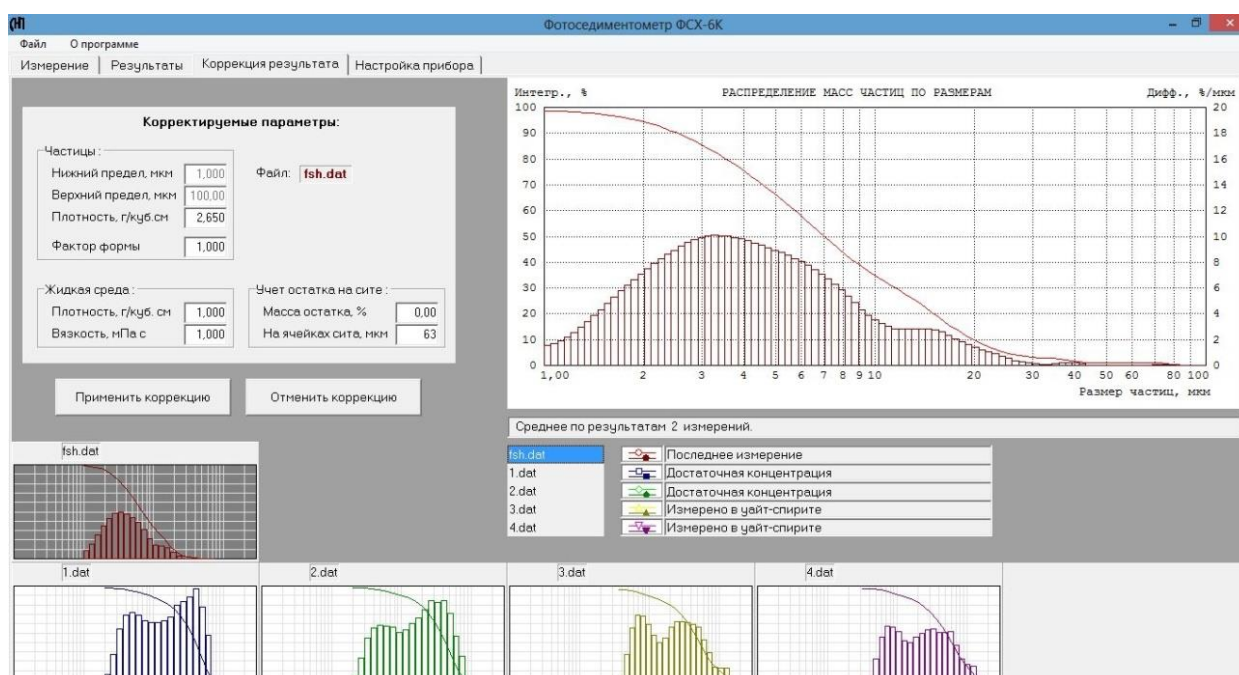 Фотоседиментометр ФСХ-6К
Файл О программе
Измерение Результаты Коррекция результата Настройка прибора
Корректируемые параметры:
Частицы:
Нижний предел, мкм 1,000
Файл: fsh.dat
Верхний предел, мкм 100,00
Плотность, г/куб.см 2,650
Фактор формы 1,000
Жидкая среда:
Плотность, г/куб. см 1,000
Вязкость, мПа с 1,000
Учет остатка на сите:
Масса остатка, % 0,00
На ячейках сита, мкм 63
Применить коррекцию Отменить коррекцию
Интегр., % РАСПРЕДЕЛЕНИЕ МАСС ЧАСТИЦ ПО РАЗМЕРАМ Дифф., %/мкм
100 20
90 18
80 16
70 14
60 12
50 10
40 8
30 6
20 4
10 2
0 0
1,00 2 3 4 5 6 7 8 9 10 20 30 40 50 60 80 100
Размер частиц, мкм
Среднее по результатам 2 измерений.
fsh.dat Последнее измерение
1.dat Достаточная концентрация
2.dat Достаточная концентрация
3.dat Измерено в уайт-спирите
4.dat Измерено в уайт-спирите
fsh.dat
1.dat 2.dat 3.dat 4.dat